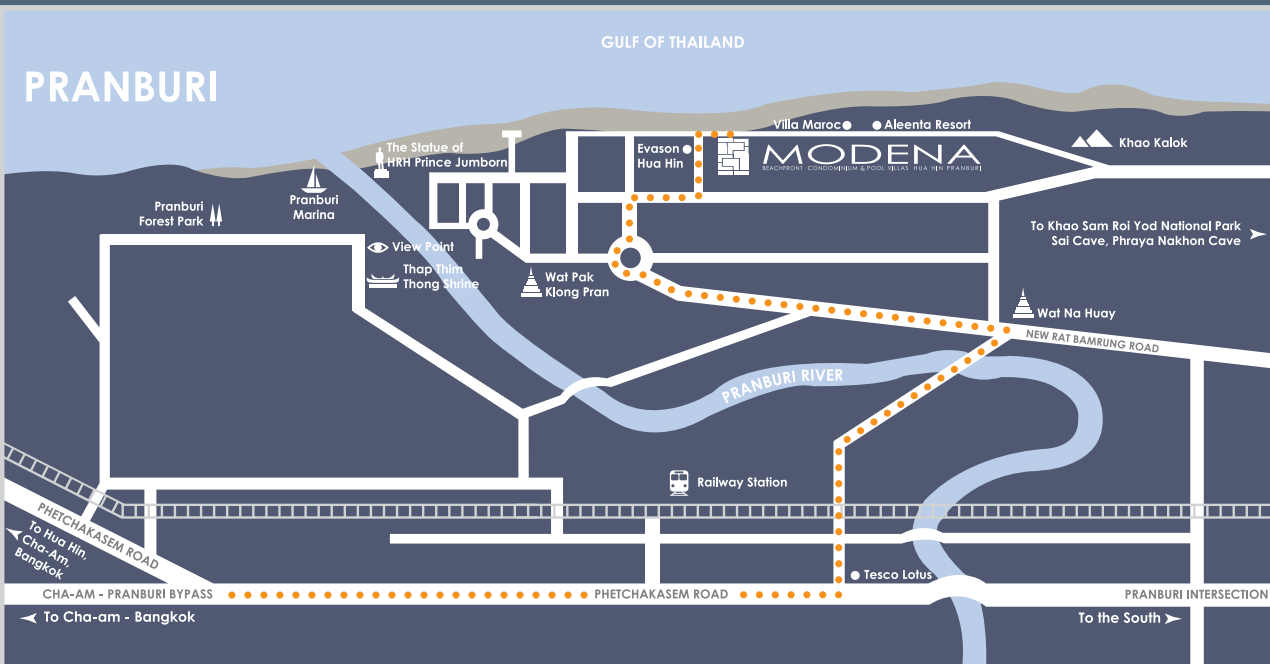 GULF OF THAILAND
PRANBURI
Villa Maroc
Aleenta Resort
Khao Kalok
The Statue of
HRH Prince Jumborn
Evason
Hua Hin
MODENA
BEACHFRONT CONDOMINIUM & POOL VILLAS HUA HIN PRANBURI
Pranburi
Marina
Pranburi
Forest Park
To Khao Sam Roi Yod National Park
Sai Cave, Phraya Nakhon Cave
View Point
Thap Thim
Thong Shrine
Wat Pak
Klong Pran
Wat Na Huay
NEW RAT BAMRUNG ROAD
PRANBURI RIVER
Railway Station
PHETCHAKASEM ROAD
To Hua Hin,
Cha-Am,
Bangkok
Tesco Lotus
CHA-AM - PRANBURI BYPASS
PHETCHAKASEM ROAD
PRANBURI INTERSECTION
To Cha-am - Bangkok
To the South